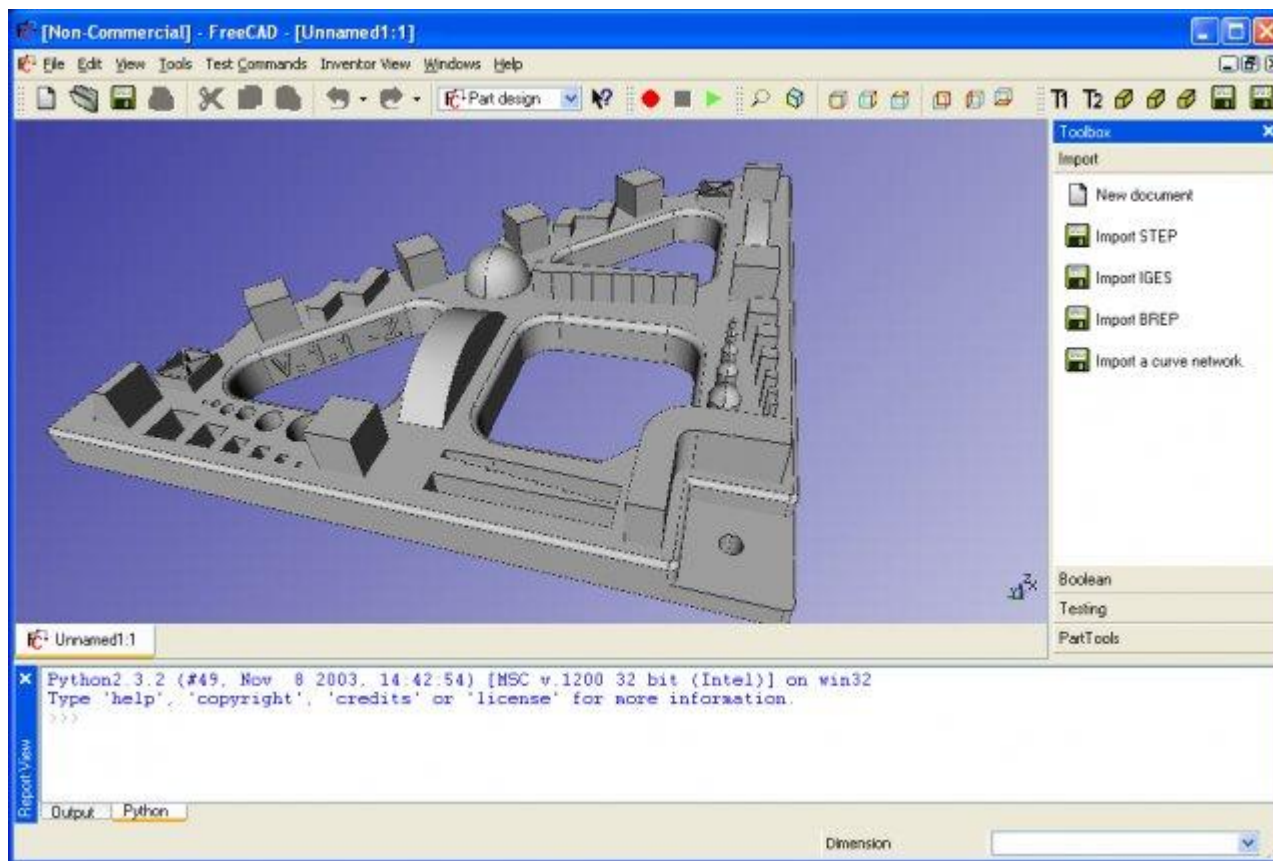 [Non-Commercial] - FreeCAD - [Unnamed1:1]
File Edit View Tools Test Commands Inventor View Windows Help
Part design
T1 T2
Toolbox
Import
New document
Import STEP
Import IGES
Import BREP
Import a curve network.
Boolean
Testing
PartTools
Unnamed1:1
Python2.3.2 (#49, Nov 8 2003, 14:42:54) [MSC v.1200 32 bit (Intel)] on win32
Type 'help', 'copyright', 'credits' or 'license' for more information.
>>>
Report View
Output Python
Dimension